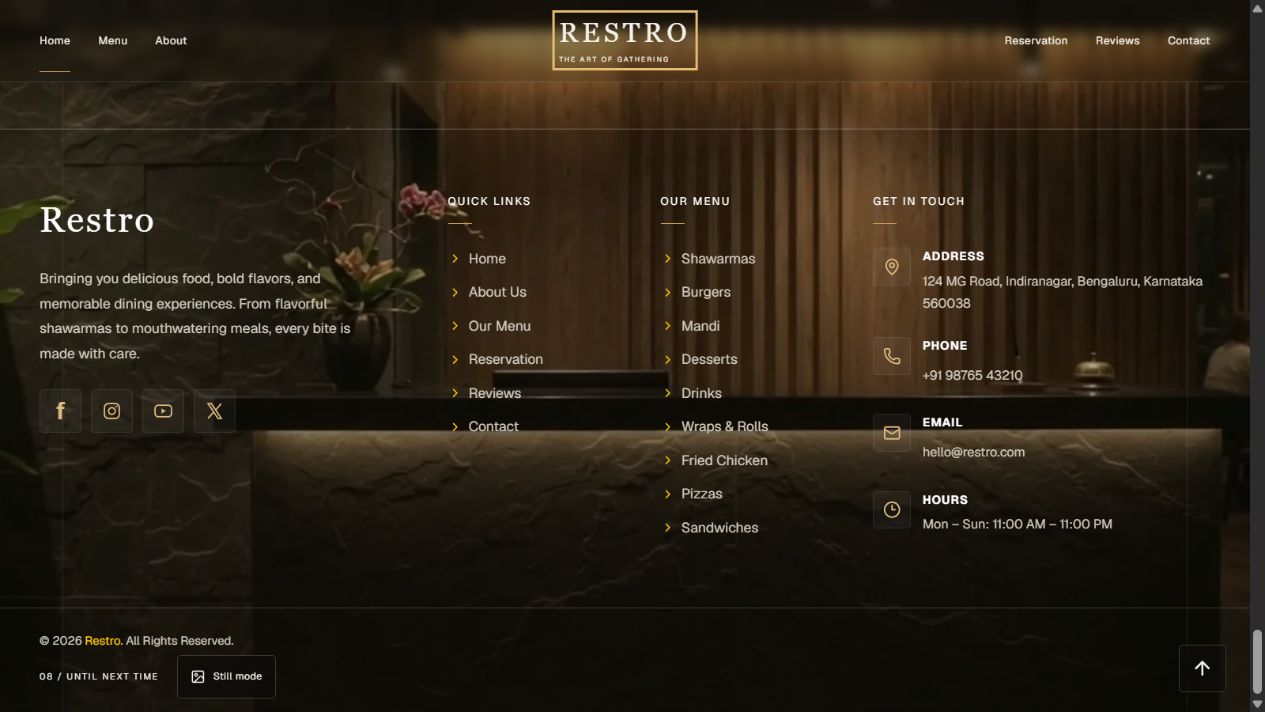 Home
Menu
About
RESTRO
THE ART OF GATHERING
Reservation
Reviews
Contact
Restro
Bringing you delicious food, bold flavors, and
memorable dining experiences. From flavorful
shawarmas to mouthwatering meals, every bite is
made with care.
QUICK LINKS
Home
About Us
Our Menu
Reservation
Reviews
Contact
OUR MENU
Shawarmas
Burgers
Mandi
Desserts
Drinks
Wraps & Rolls
Fried Chicken
Pizzas
Sandwiches
GET IN TOUCH
ADDRESS
124 MG Road, Indiranagar, Bengaluru, Karnataka
560038
PHONE
+91 98765 43210
EMAIL
hello@restro.com
HOURS
Mon – Sun: 11:00 AM – 11:00 PM
© 2026 Restro. All Rights Reserved.
08 / UNTIL NEXT TIME
Still mode